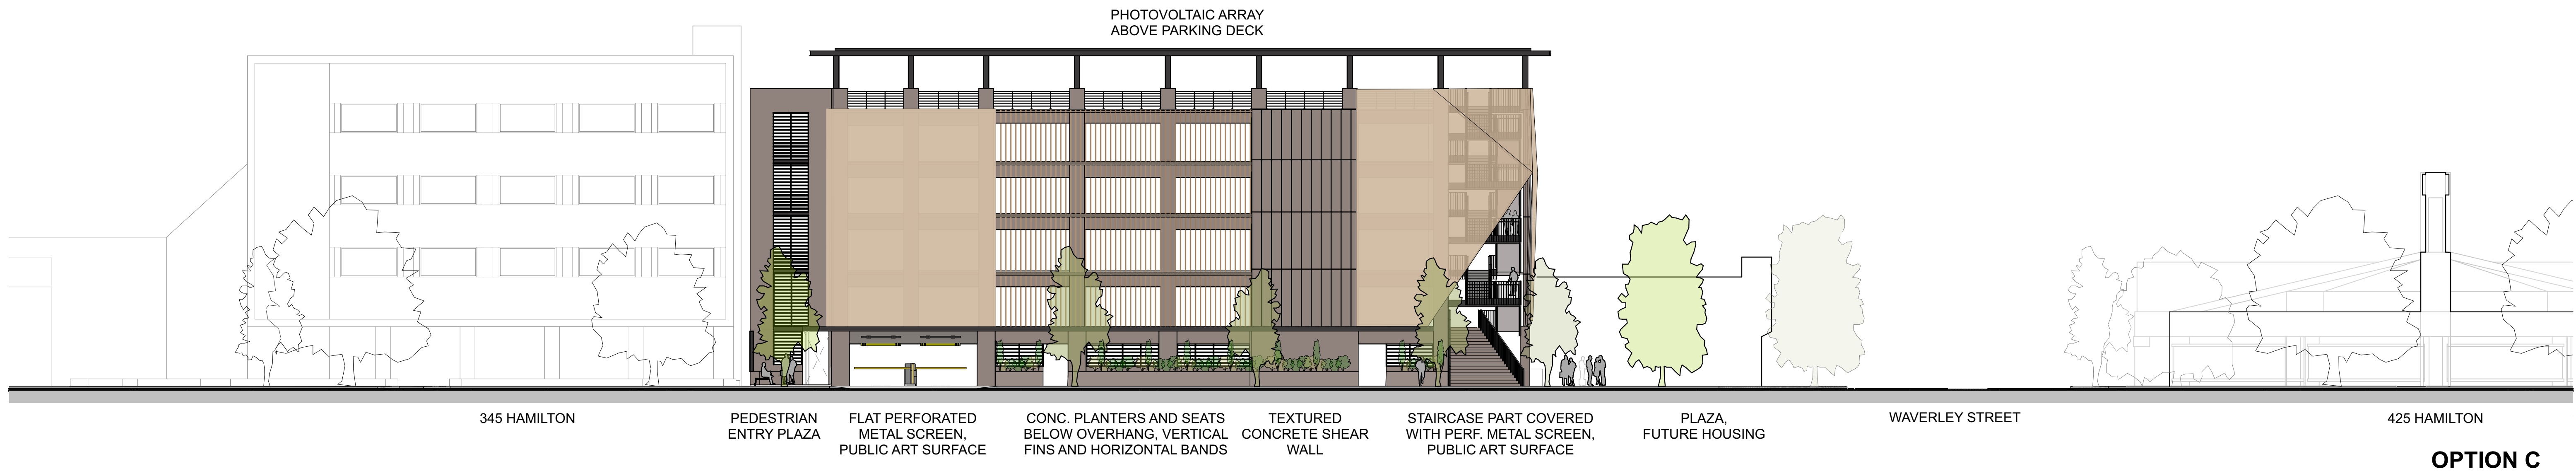 PHOTOVOLTAIC ARRAY
ABOVE PARKING DECK
345 HAMILTON
PEDESTRIAN
ENTRY PLAZA
FLAT PERFORATED
METAL SCREEN,
PUBLIC ART SURFACE
CONC. PLANTERS AND SEATS
BELOW OVERHANG, VERTICAL
FINS AND HORIZONTAL BANDS
TEXTURED
CONCRETE SHEAR
WALL
STAIRCASE PART COVERED
WITH PERF. METAL SCREEN,
PUBLIC ART SURFACE
PLAZA,
FUTURE HOUSING
WAVERLEY STREET
425 HAMILTON
OPTION C